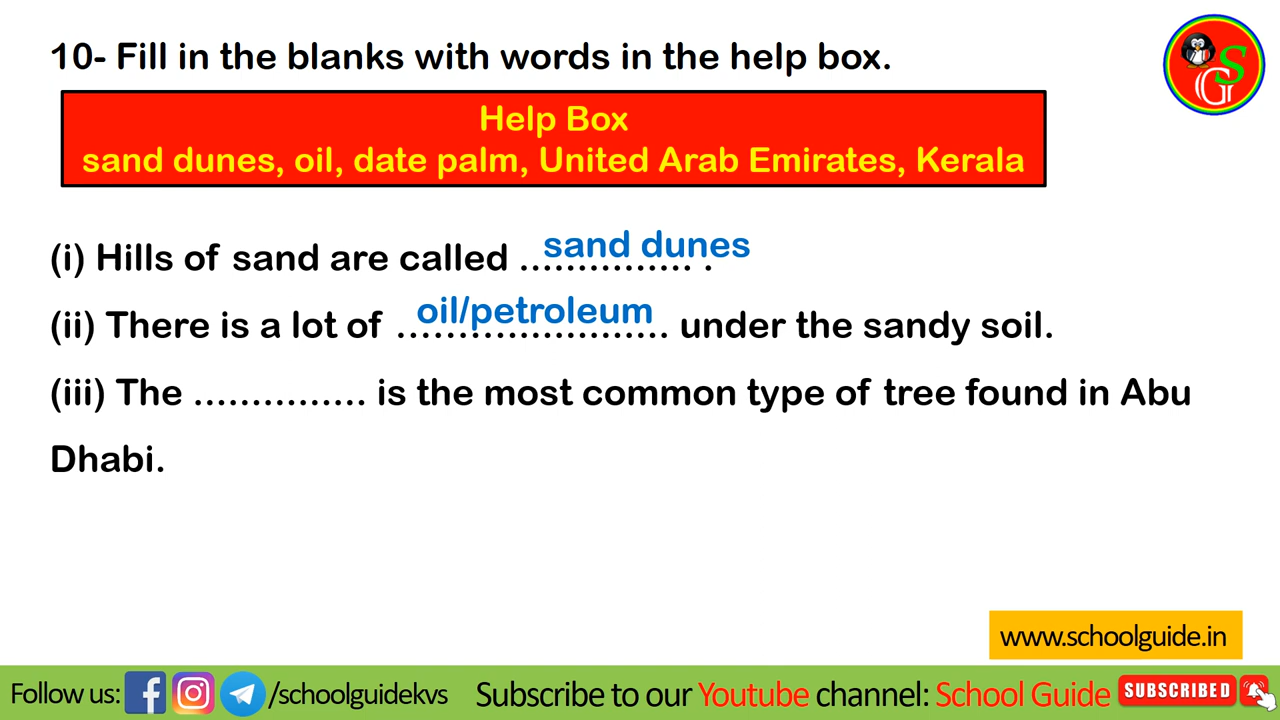 10- Fill in the blanks with words in the help box.
Help Box
sand dunes, oil, date palm, United Arab Emirates, Kerala
(i) Hills of sand are called ............... .
sand dunes
(ii) There is a lot of ....................... under the sandy soil.
oil/petroleum
(iii) The ............... is the most common type of tree found in Abu
Dhabi.
SG
www.schoolguide.in
Follow us: /schoolguidekvs Subscribe to our Youtube channel: School Guide SUBSCRIBED